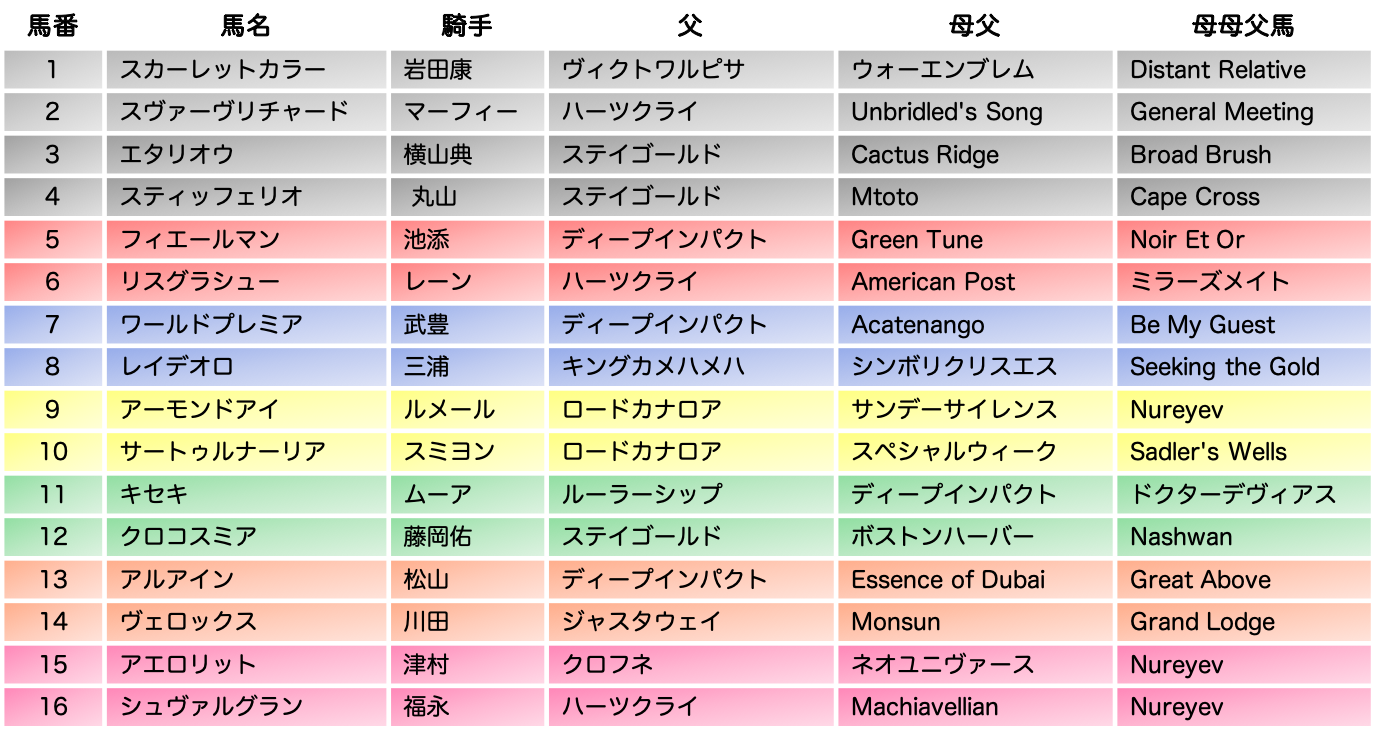 馬番 馬名 騎手 父 母父 母母父馬
1 スカーレットカラー 岩田康 ヴィクトワルピサ ウォーエンブレム Distant Relative
2 スヴァーヴリチャード マーフィー ハーツクライ Unbridled's Song General Meeting
3 エタリオウ 横山典 ステイゴールド Cactus Ridge Broad Brush
4 スティッフェリオ 丸山 ステイゴールド Mtoto Cape Cross
5 フィエールマン 池添 ディープインパクト Green Tune Noir Et Or
6 リスグラシュー レーン ハーツクライ American Post ミラーズメイト
7 ワールドプレミア 武豊 ディープインパクト Acatenango Be My Guest
8 レイデオロ 三浦 キングカメハメハ シンボリクリスエス Seeking the Gold
9 アーモンドアイ ルメール ロードカナロア サンデーサイレンス Nureyev
10 サートゥルナーリア スミヨン ロードカナロア スペシャルウィーク Sadler's Wells
11 キセキ ムーア ルーラーシップ ディープインパクト ドクターデヴィアス
12 クロコスミア 藤岡佑 ステイゴールド ボストンハーバー Nashwan
13 アルアイン 松山 ディープインパクト Essence of Dubai Great Above
14 ヴェロックス 川田 ジャスタウェイ Monsun Grand Lodge
15 アエロリット 津村 クロフネ ネオユニヴァース Nureyev
16 シュヴァルグラン 福永 ハーツクライ Machiavellian Nureyev